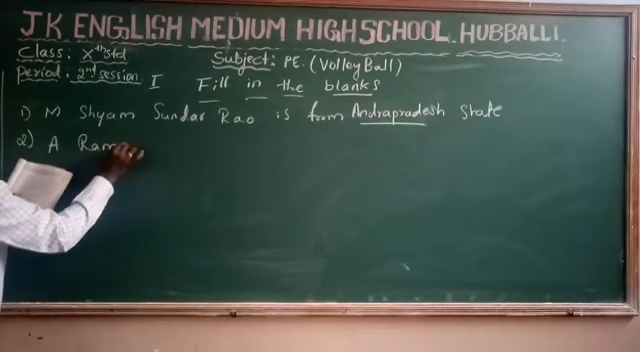 JK ENGLISH MEDIUM HIGHSCHOOL. HUBBALLI.
Class: Xth std
Subject: PE. (Volley Ball)
Period: 2nd session
I Fill in the blanks
1) M Shyam Sundar Rao is from Andrapradesh State
2) A Ram